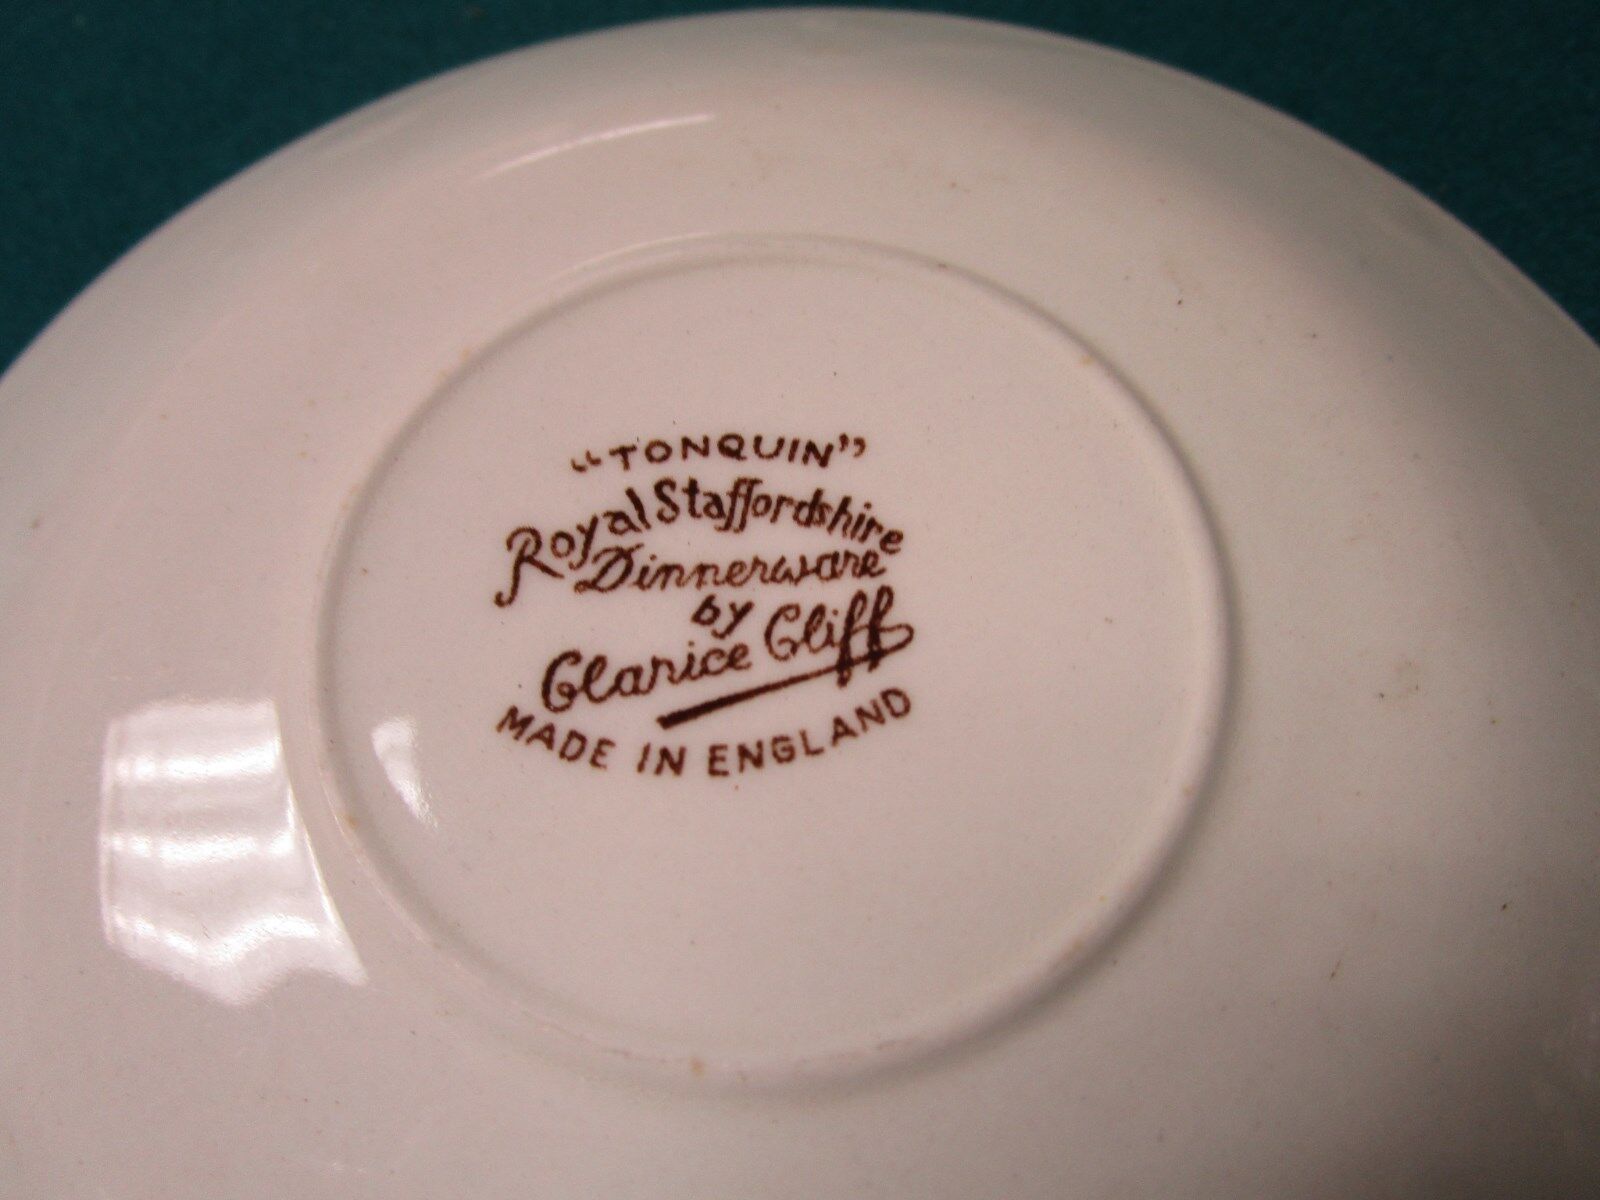 “TONQUIN”
Royal Staffordshire
Dinnerware
by
Clarice Cliff
MADE IN ENGLAND